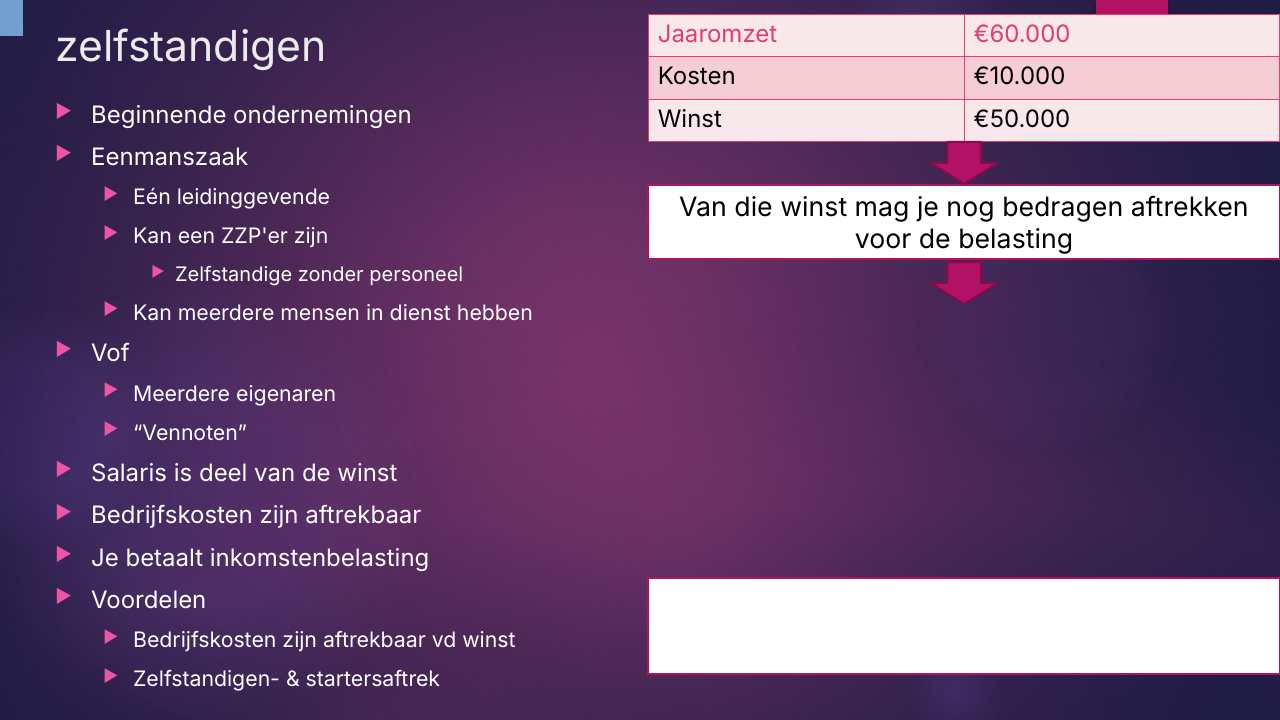 zelfstandigen
Beginnende ondernemingen
Eenmanszaak
Eén leidinggevende
Kan een ZZP'er zijn
Zelfstandige zonder personeel
Kan meerdere mensen in dienst hebben
Vof
Meerdere eigenaren
“Vennoten”
Salaris is deel van de winst
Bedrijfskosten zijn aftrekbaar
Je betaalt inkomstenbelasting
Voordelen
Bedrijfskosten zijn aftrekbaar vd winst
Zelfstandigen- & startersaftrek
Jaaromzet €60.000
Kosten €10.000
Winst €50.000
Van die winst mag je nog bedragen aftrekken
voor de belasting